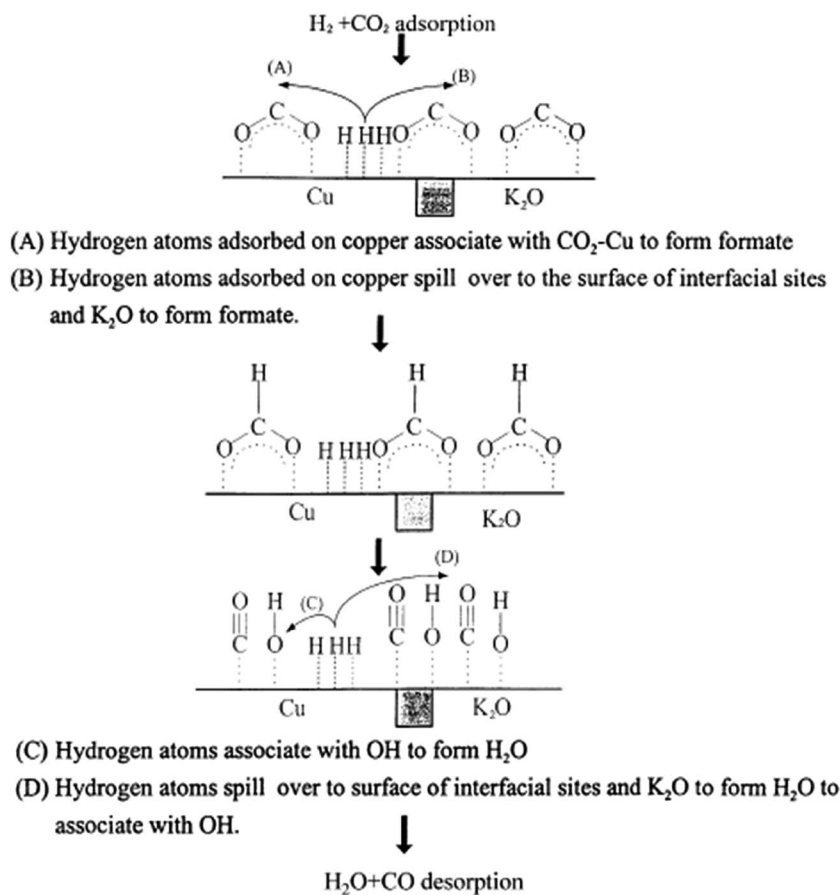 H₂ +CO₂ adsorption
(A) (B)
C C C
O O H H H O O O O
Cu K₂O
(A) Hydrogen atoms adsorbed on copper associate with CO₂-Cu to form formate
(B) Hydrogen atoms adsorbed on copper spill over to the surface of interfacial sites
and K₂O to form formate.
H H H
C C C
O O H H H O O O O
Cu K₂O
(D)
O H (C) O H O H
C O H H H C O C O
Cu K₂O
(C) Hydrogen atoms associate with OH to form H₂O
(D) Hydrogen atoms spill over to surface of interfacial sites and K₂O to form H₂O to
associate with OH.
H₂O+CO desorption